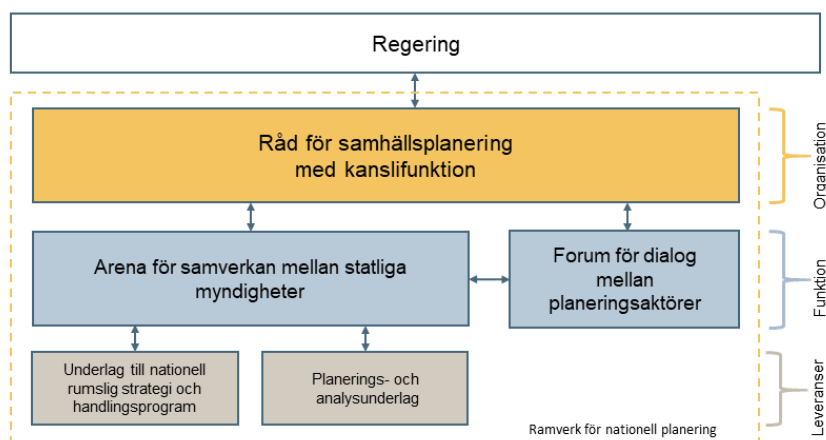 Regering
Råd för samhällsplanering
med kanslifunktion
Organisation
Arena för samverkan mellan statliga
myndigheter
Forum för dialog
mellan
planeringsaktörer
Funktion
Underlag till nationell
rumslig strategi och
handlingsprogram
Planerings- och
analysunderlag
Leveranser
Ramverk för nationell planering